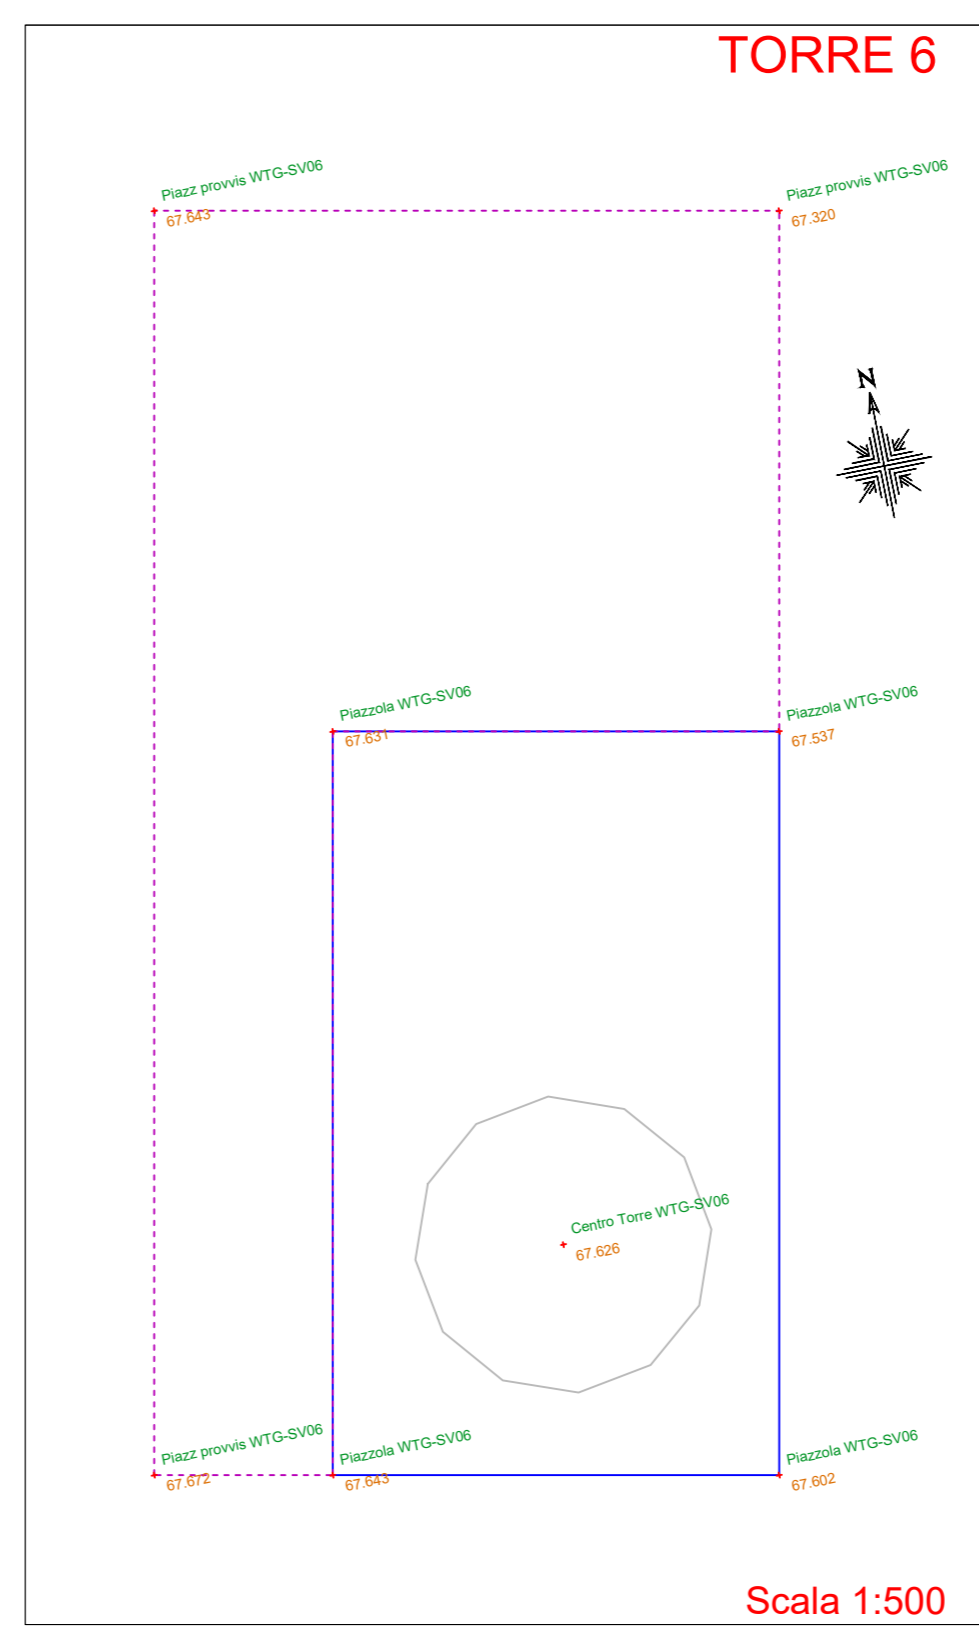 TORRE 6
Piazz provvis WTG-SV06
67.643
Piazz provvis WTG-SV06
67.320
N
Piazzola WTG-SV06
67.631
Piazzola WTG-SV06
67.537
Centro Torre WTG-SV06
67.626
Piazz provvis WTG-SV06
67.672
Piazzola WTG-SV06
67.643
Piazzola WTG-SV06
67.602
Scala 1:500